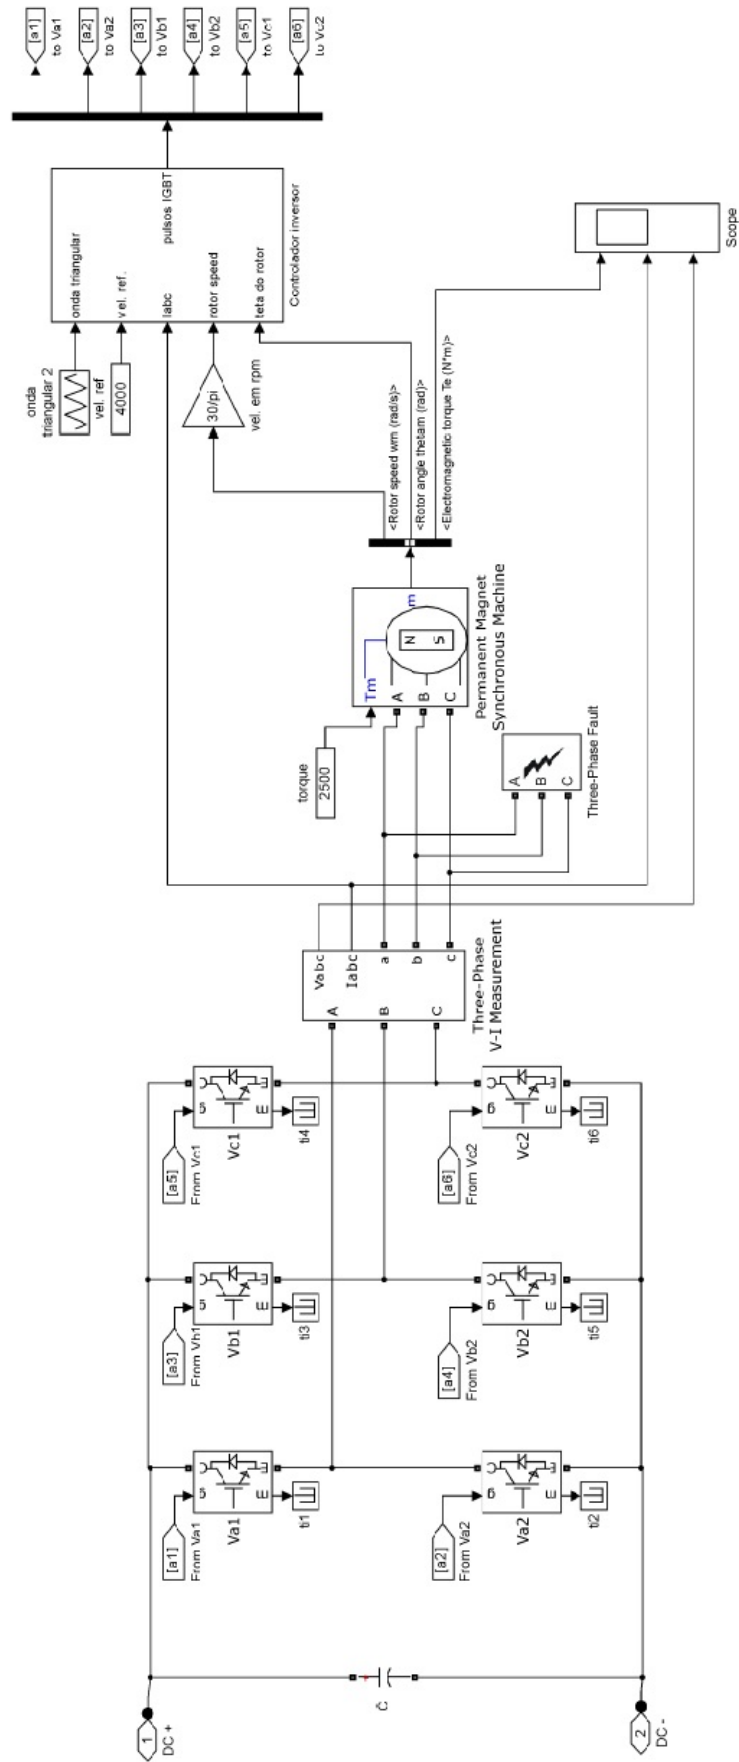 1
DC +
2
DC -
C
[a1]
From Va1
g
C
E
m
Va1
ti1
[a3]
g
C
E
m
Vb1
ti3
[a5]
From Vc1
g
C
E
m
Vc1
ti4
[a2]
From Va2
g
C
E
m
Va2
ti2
[a4]
From Vb2
g
C
E
m
Vb2
ti5
[a6]
From Vc2
g
C
E
m
Vc2
ti6
A
B
C
Vabc
Iabc
a
b
c
Three-Phase
V-I Measurement
torque
2500
Tm
A
B
C
m
N
S
Permanent Magnet
Synchronous Machine
A
B
C
Three-Phase Fault
<Rotor speed wm (rad/s)>
<Rotor angle thetam (rad)>
<Electromagnetic torque Te (N*m)>
onda
triangular 2
vel. ref
4000
30/pi
vel. em rpm
onda triangular
vel. ref.
Iabc
rotor speed
teta do rotor
pulsos IGBT
Controlador inversor
[a1]
to Va1
[a2]
to Va2
[a3]
to Vb1
[a4]
to Vb2
[a5]
to Vc1
[a6]
to Vc2
Scope